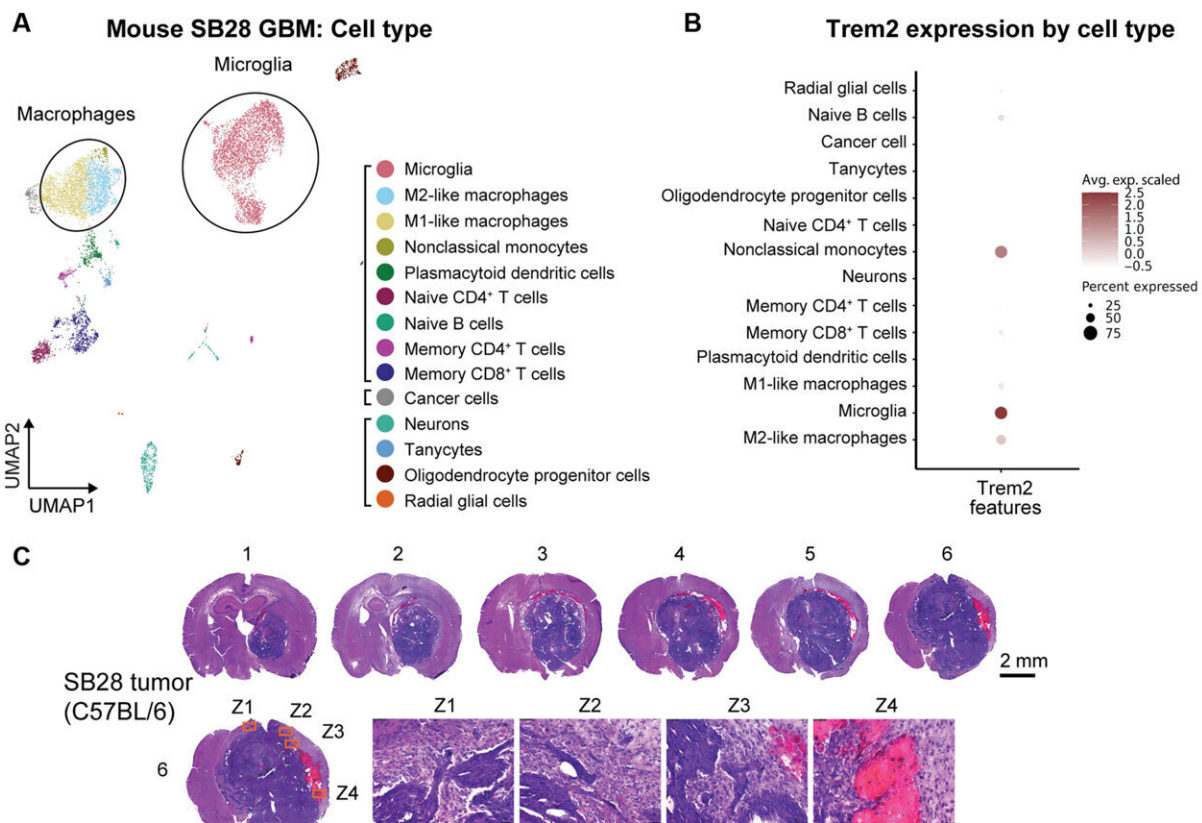 A
Mouse SB28 GBM: Cell type
Microglia
Macrophages
Microglia
M2-like macrophages
M1-like macrophages
Nonclassical monocytes
Plasmacytoid dendritic cells
Naive CD4⁺ T cells
Naive B cells
Memory CD4⁺ T cells
Memory CD8⁺ T cells
Cancer cells
Neurons
Tanycytes
Oligodendrocyte progenitor cells
Radial glial cells
UMAP2
UMAP1
B
Trem2 expression by cell type
Radial glial cells
Naive B cells
Cancer cell
Tanycytes
Oligodendrocyte progenitor cells
Naive CD4⁺ T cells
Nonclassical monocytes
Neurons
Memory CD4⁺ T cells
Memory CD8⁺ T cells
Plasmacytoid dendritic cells
M1-like macrophages
Microglia
M2-like macrophages
Trem2
features
Avg. exp. scaled
2.5
2.0
1.5
1.0
0.5
0.0
−0.5
Percent expressed
25
50
75
C
1 2 3 4 5 6
2 mm
SB28 tumor
(C57BL/6)
6
Z1 Z2 Z3 Z4
Z1 Z2 Z3 Z4